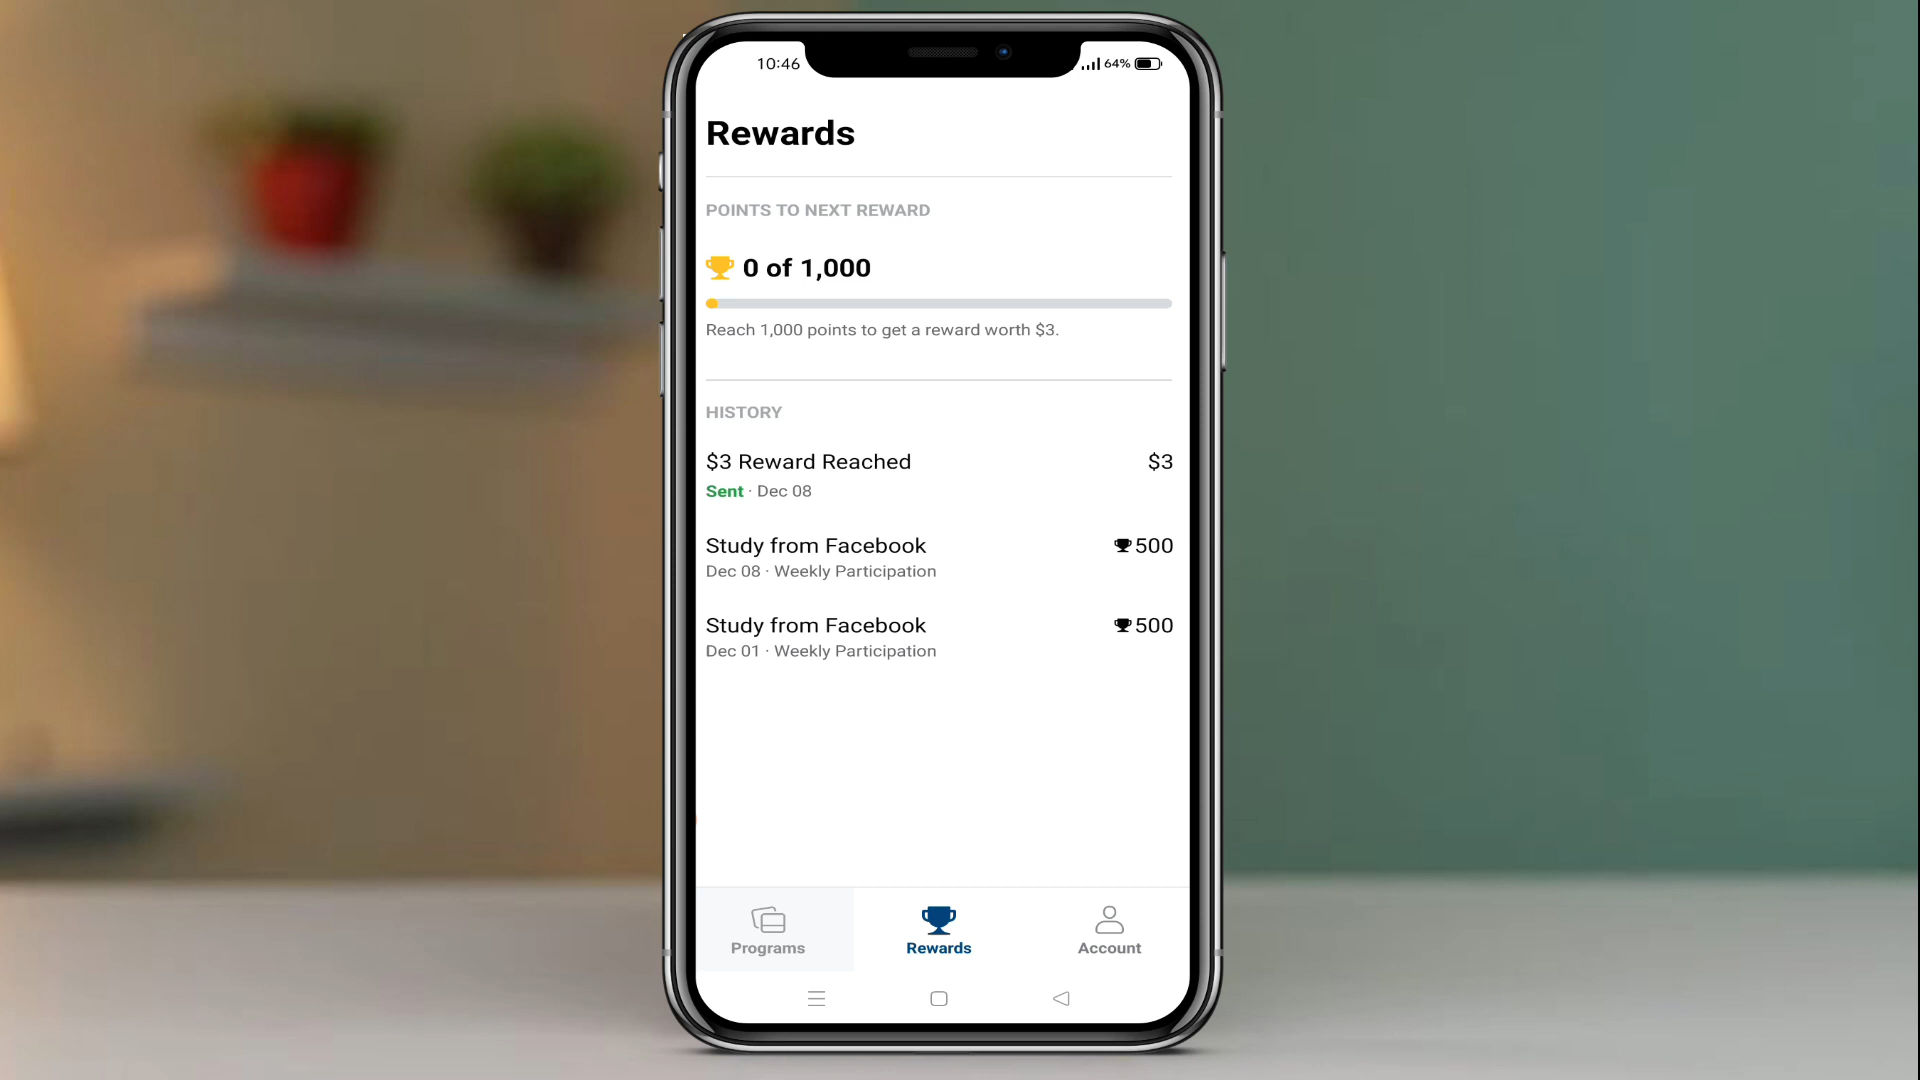 10:46
64%
Rewards
POINTS TO NEXT REWARD
0 of 1,000
Reach 1,000 points to get a reward worth $3.
HISTORY
$3 Reward Reached $3
Sent · Dec 08
Study from Facebook 500
Dec 08 · Weekly Participation
Study from Facebook 500
Dec 01 · Weekly Participation
Programs
Rewards
Account